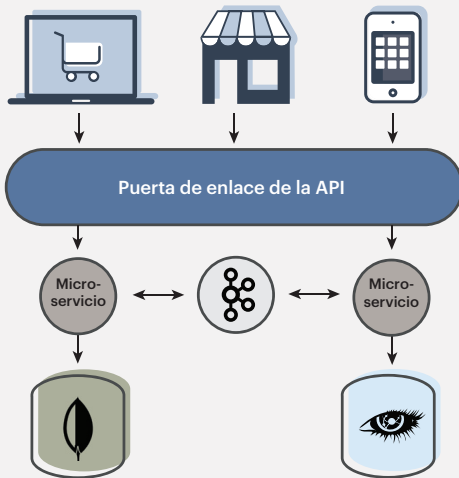 Puerta de enlace de la API
Micro-
servicio
Micro-
servicio